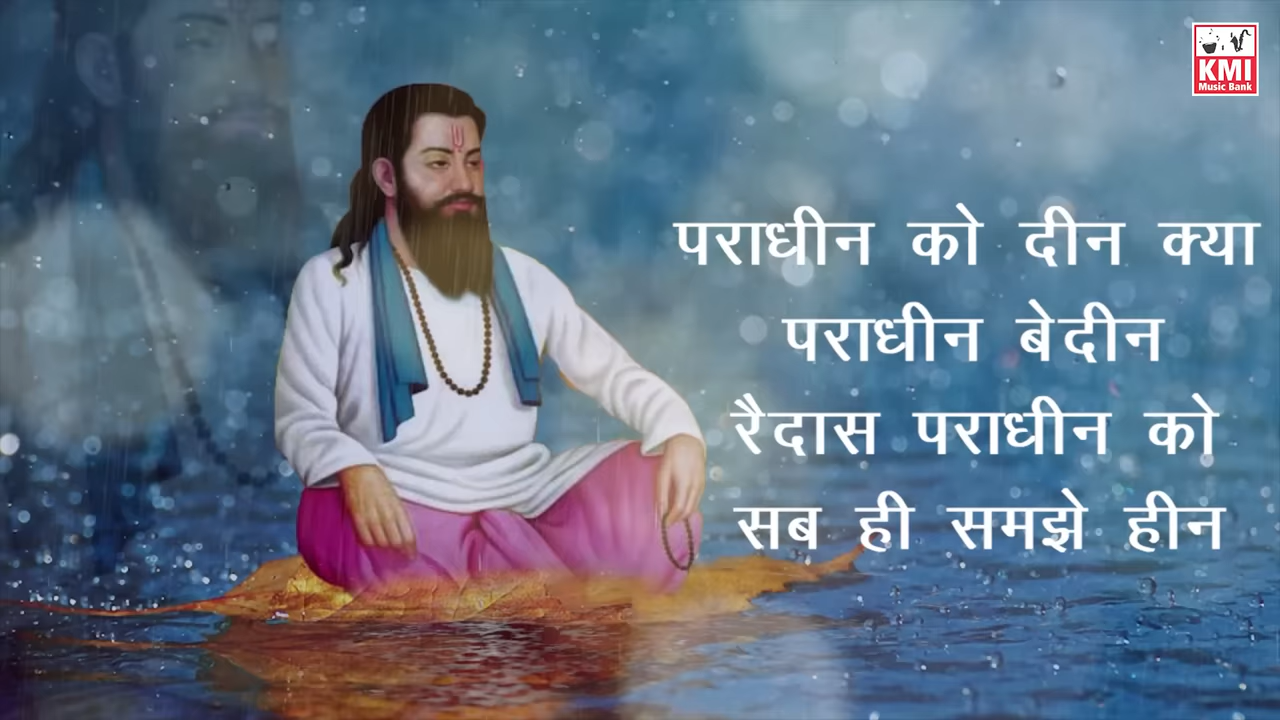 KMI
Music Bank
पराधीन को दीन क्या
पराधीन बेदीन
रैदास पराधीन को
सब ही समझे हीन